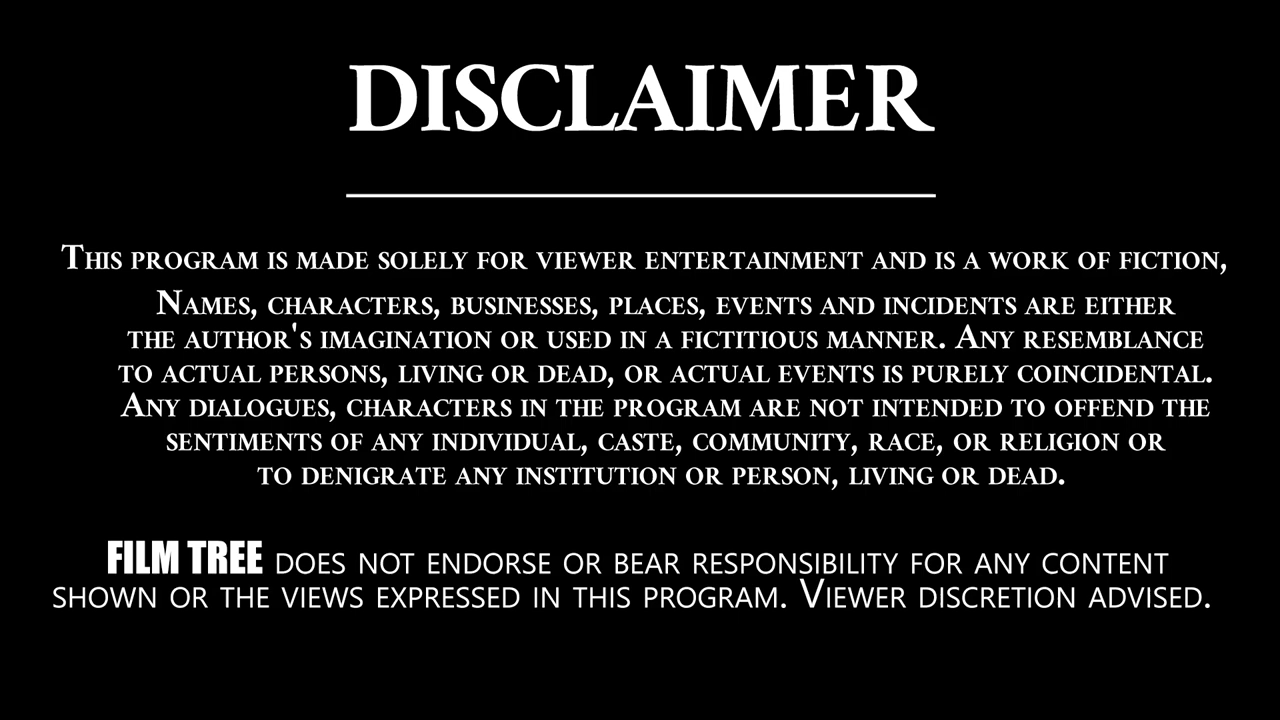 DISCLAIMER
This program is made solely for viewer entertainment and is a work of fiction,
Names, characters, businesses, places, events and incidents are either
the author's imagination or used in a fictitious manner. Any resemblance
to actual persons, living or dead, or actual events is purely coincidental.
Any dialogues, characters in the program are not intended to offend the
sentiments of any individual, caste, community, race, or religion or
to denigrate any institution or person, living or dead.
FILM TREE does not endorse or bear responsibility for any content
shown or the views expressed in this program. Viewer discretion advised.